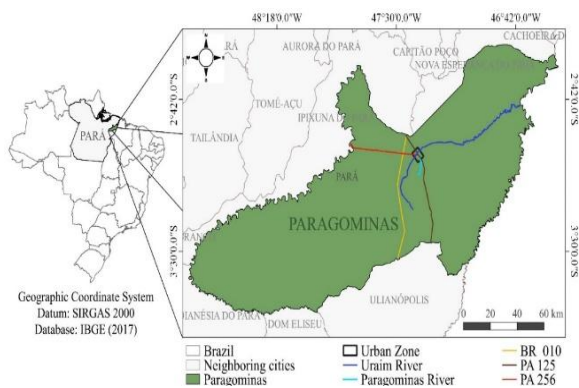 48°18'0.0"W 47°30'0.0"W 46°42'0.0"W
CACHOEIRA D
AURORA DO PARÁ
CAPITÃO POÇO
NOVA ESPERANÇA DO
TOMÉ-AÇU
IPIXUNA DO
TAILÂNDIA
PARÁ
PARÁ
PARAGOMINAS
2°42'0.0"S
2°42'0.0"S
3°30'0.0"S
3°30'0.0"S
ULIANÓPOLIS
DIANÉSIA DO PARÁ
DOM ELISEU
0 20 40 60 km
Geographic Coordinate System
Datum: SIRGAS 2000
Database: IBGE (2017)
Brazil
Neighboring cities
Paragominas
Urban Zone
Uraim River
Paragominas River
BR 010
PA 125
PA 256